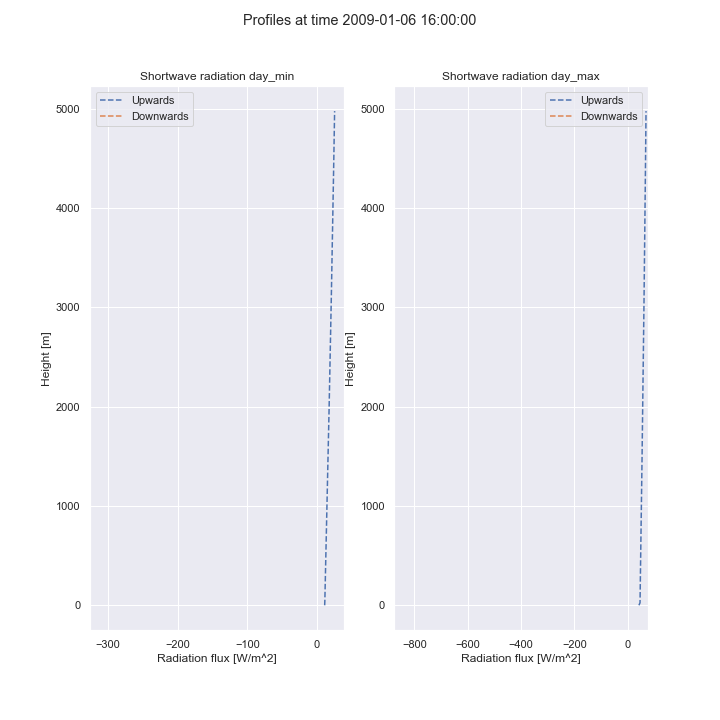 Profiles at time 2009-01-06 16:00:00
Shortwave radiation day_min
Upwards
Downwards
5000
4000
3000
2000
1000
0
Height [m]
−300
−200
−100
0
Radiation flux [W/m^2]
Shortwave radiation day_max
Upwards
Downwards
5000
4000
3000
2000
1000
0
Height [m]
−800
−600
−400
−200
0
Radiation flux [W/m^2]